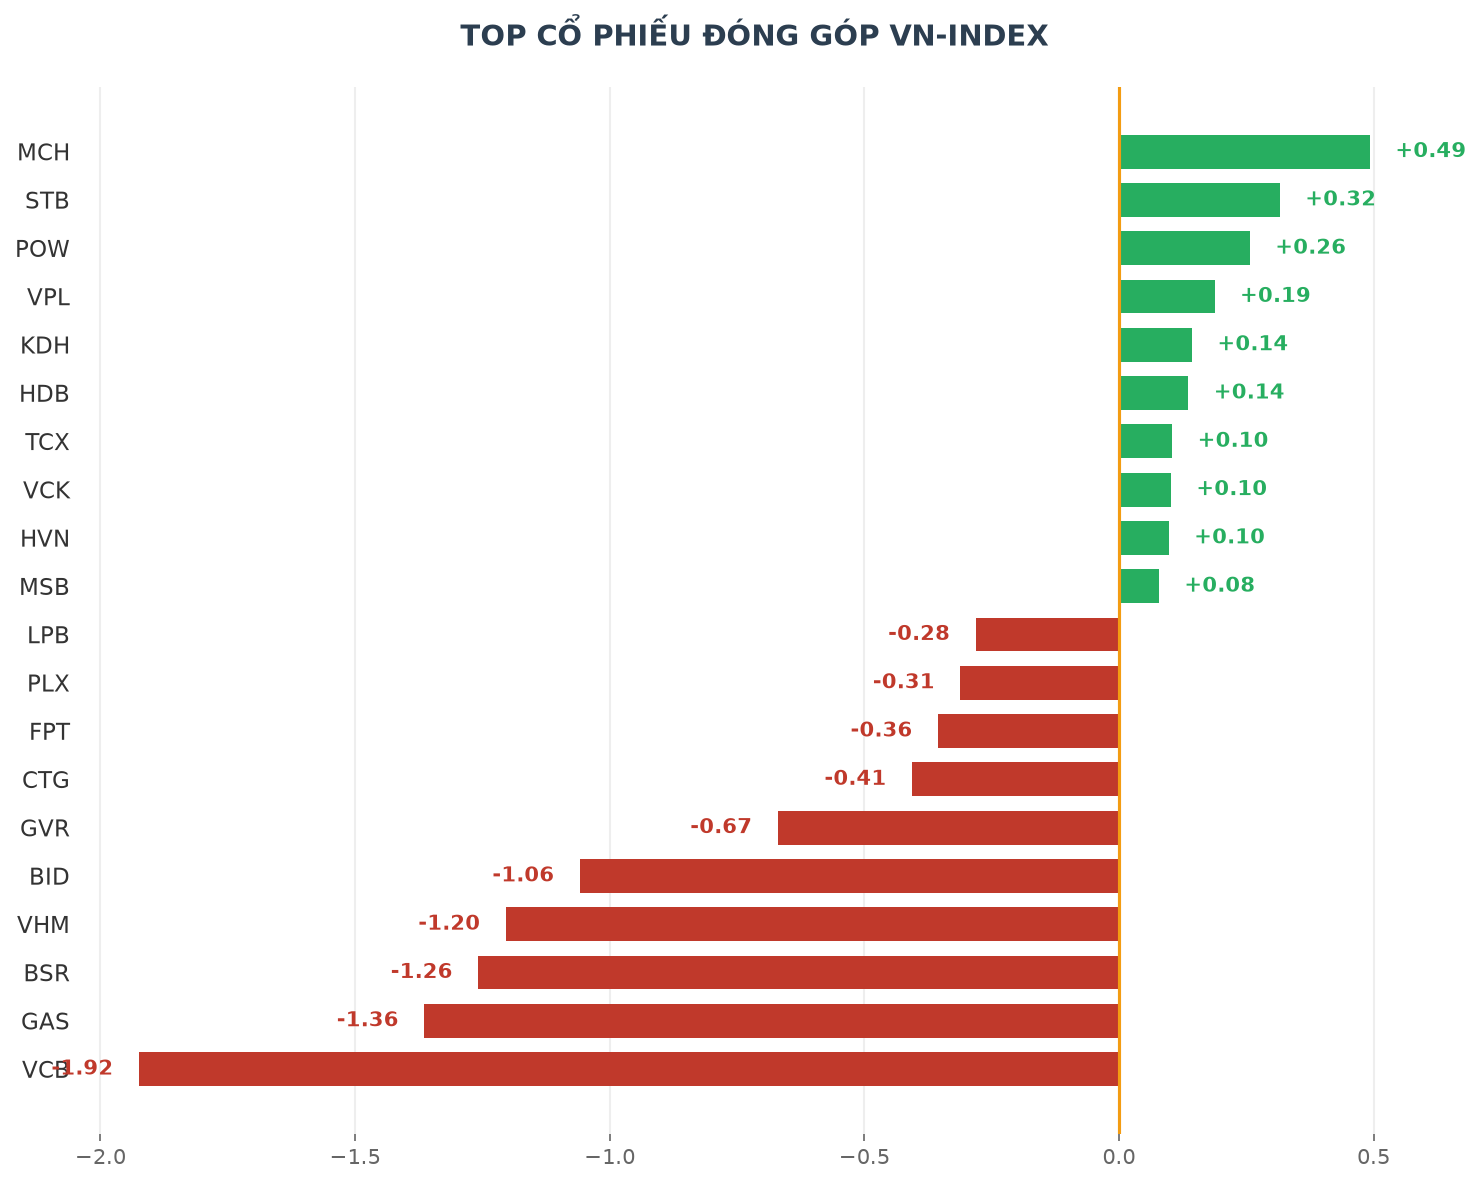 TOP CỔ PHIẾU ĐÓNG GÓP VN-INDEX
MCH +0.49
STB +0.32
POW +0.26
VPL +0.19
KDH +0.14
HDB +0.14
TCX +0.10
VCK +0.10
HVN +0.10
MSB +0.08
LPB -0.28
PLX -0.31
FPT -0.36
CTG -0.41
GVR -0.67
BID -1.06
VHM -1.20
BSR -1.26
GAS -1.36
VCB -1.92
−2.0 −1.5 −1.0 −0.5 0.0 0.5